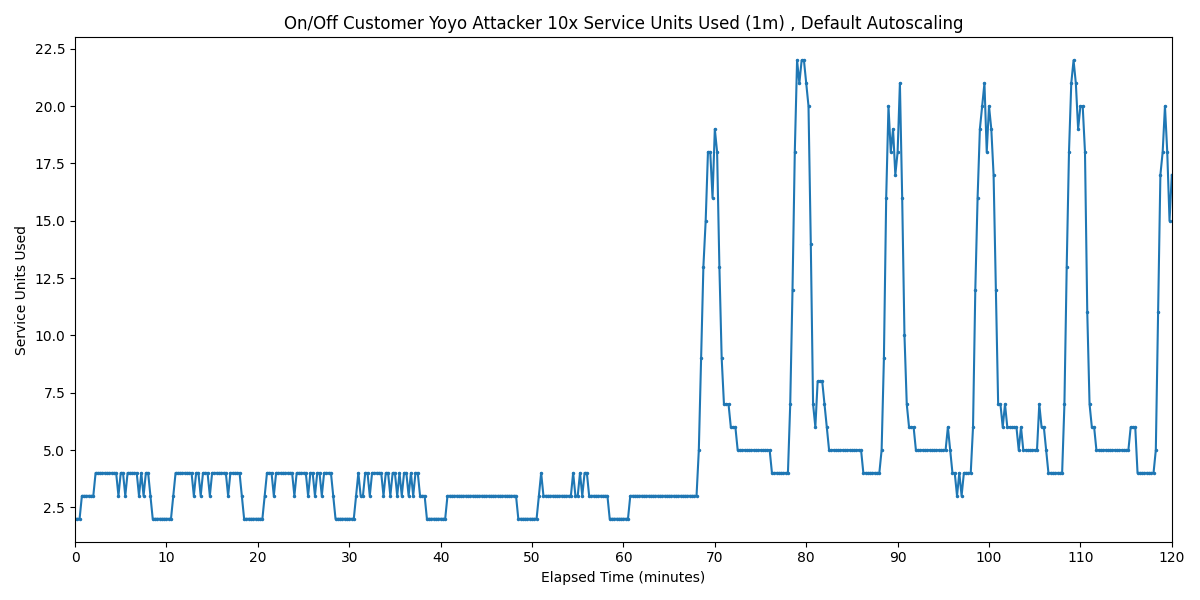 On/Off Customer Yoyo Attacker 10x Service Units Used (1m) , Default Autoscaling
22.5
20.0
17.5
15.0
12.5
10.0
7.5
5.0
2.5
Service Units Used
0 10 20 30 40 50 60 70 80 90 100 110 120
Elapsed Time (minutes)